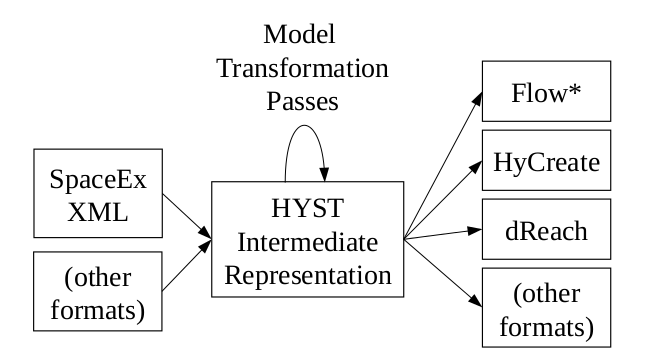 Model
Transformation
Passes
SpaceEx
XML
(other
formats)
HYST
Intermediate
Representation
Flow*
HyCreate
dReach
(other
formats)